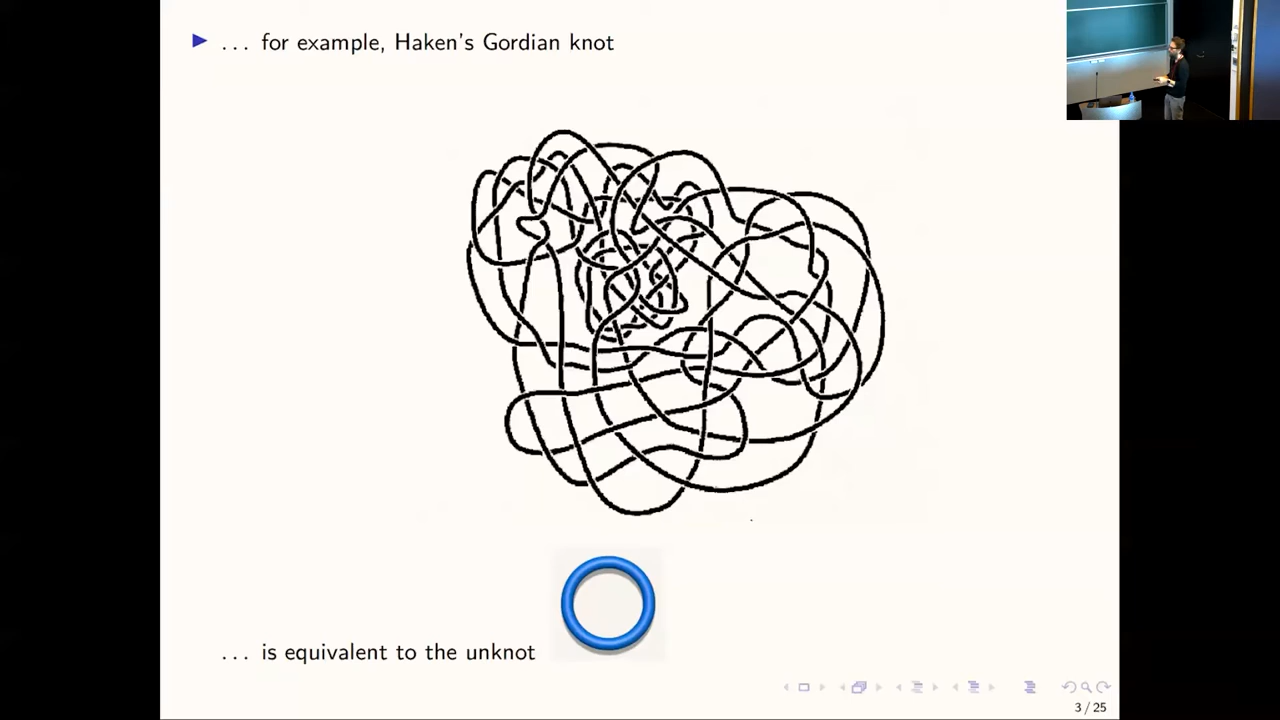 ▶ . . . for example, Haken's Gordian knot
. . . is equivalent to the unknot
3 / 25